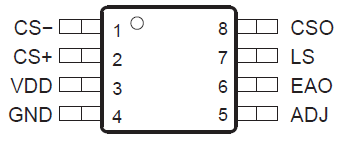 CS− 1 8 CSO
CS+ 2 7 LS
VDD 3 6 EAO
GND 4 5 ADJ